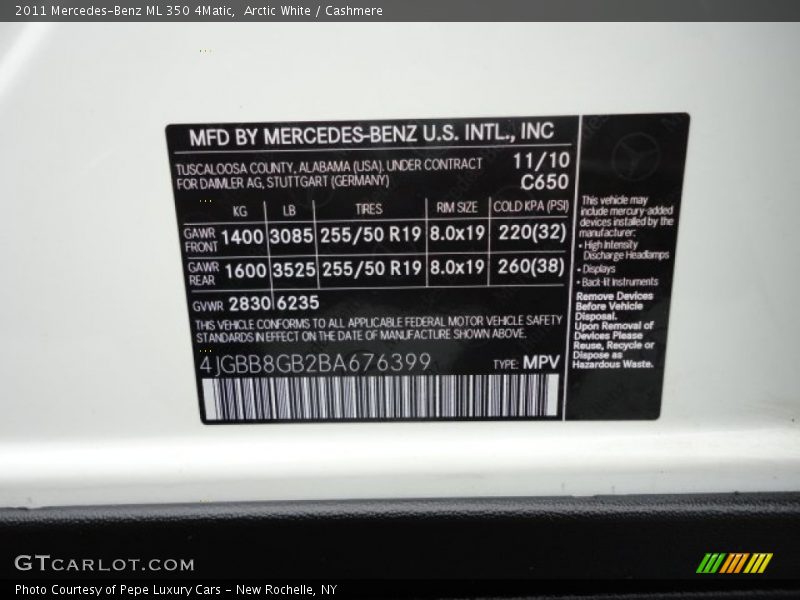 2011 Mercedes-Benz ML 350 4Matic,  Arctic White / Cashmere
MFD BY MERCEDES-BENZ U.S. INTL., INC
TUSCALOOSA COUNTY, ALABAMA (USA). UNDER CONTRACT
FOR DAIMLER AG, STUTTGART (GERMANY)
11/10
C650
KG LB TIRES RIM SIZE COLD KPA (PSI)
GAWR FRONT 1400 3085 255/50 R19 8.0x19 220(32)
GAWR REAR 1600 3525 255/50 R19 8.0x19 260(38)
GVWR 2830 6235
THIS VEHICLE CONFORMS TO ALL APPLICABLE FEDERAL MOTOR VEHICLE SAFETY
STANDARDS IN EFFECT ON THE DATE OF MANUFACTURE SHOWN ABOVE.
4JGBB8GB2BA676399 TYPE: MPV
This vehicle may
include mercury-added
devices installed by the
manufacturer:
• High Intensity
Discharge Headlamps
• Displays
• Back-lit Instruments
Remove Devices
Before Vehicle
Disposal.
Upon Removal of
Devices Please
Reuse, Recycle or
Dispose as
Hazardous Waste.
GTCARLOT.COM
Photo Courtesy of Pepe Luxury Cars - New Rochelle, NY